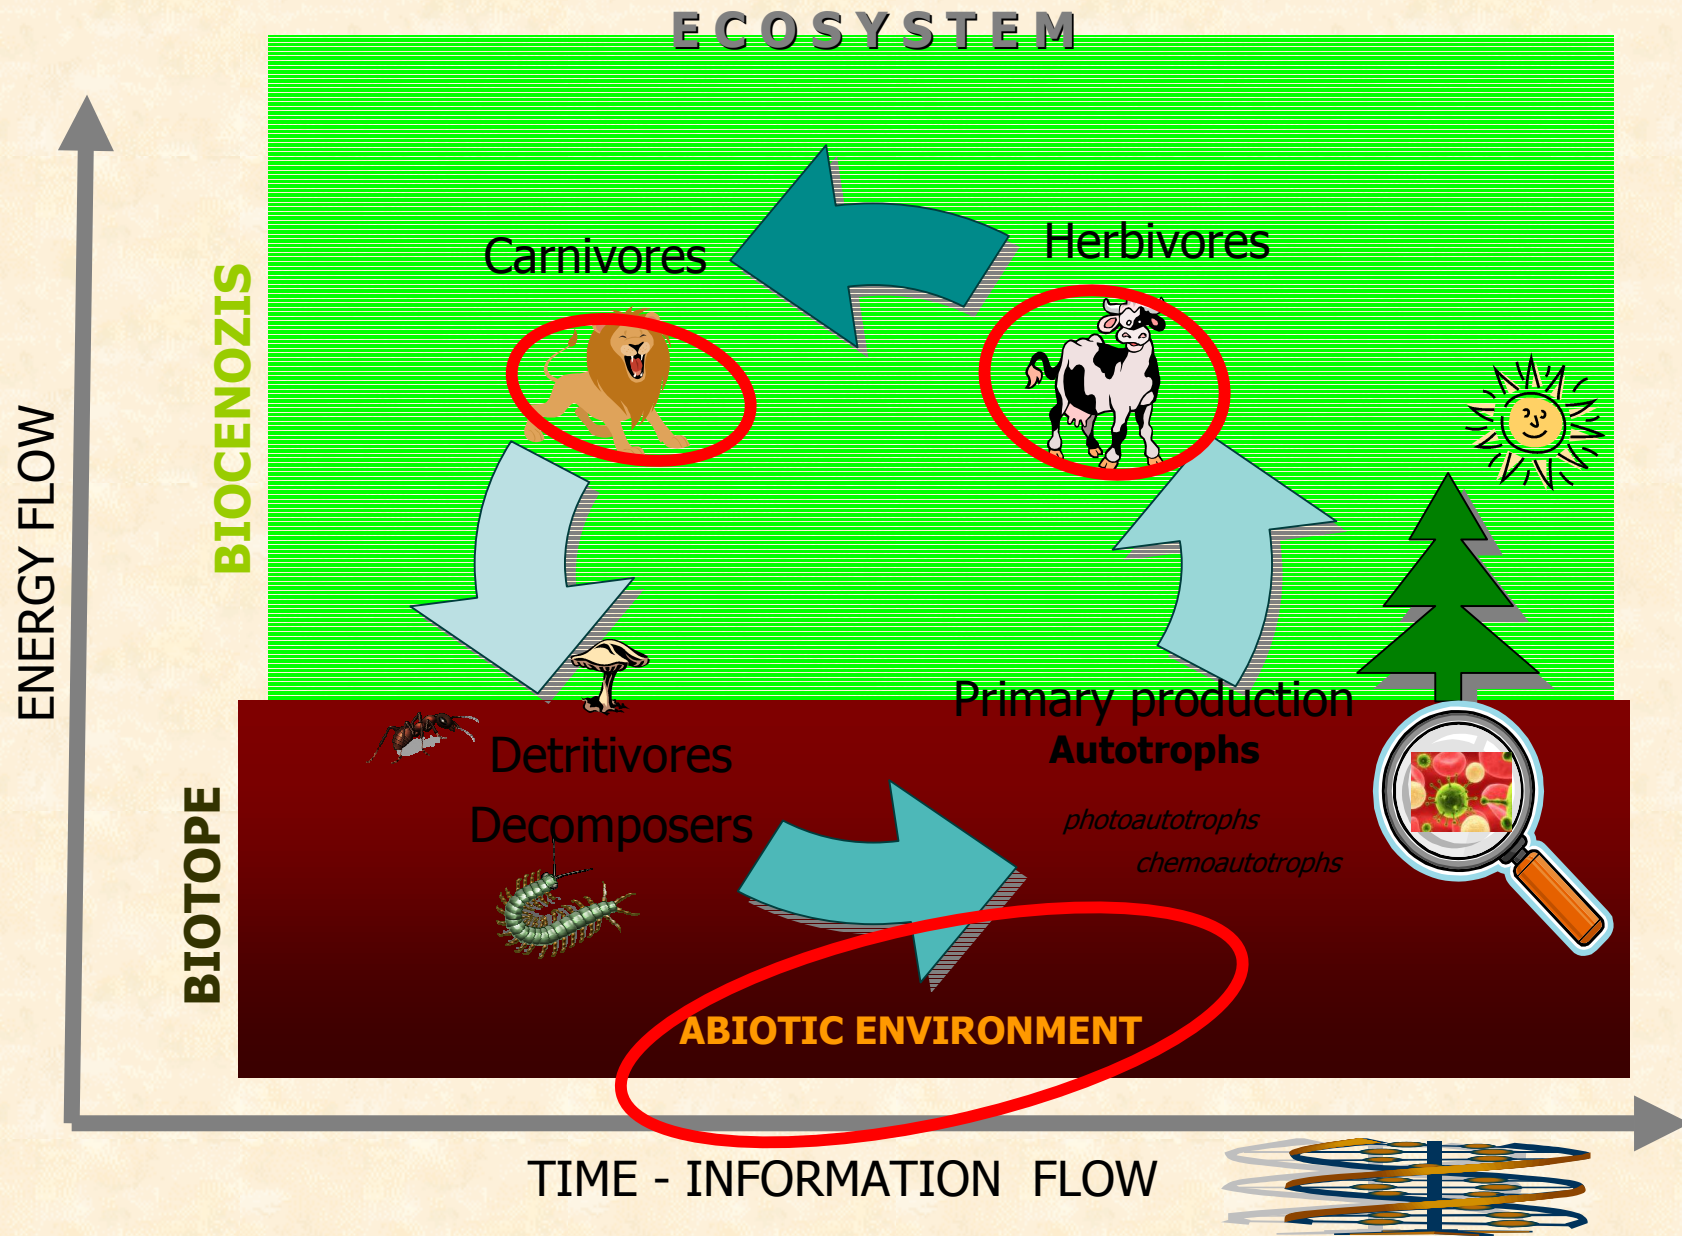 ECOSYSTEM
Carnivores
Herbivores
BIOCENOZIS
ENERGY FLOW
Primary production
Autotrophs
Detritivores
Decomposers
photoautotrophs
chemoautotrophs
BIOTOPE
ABIOTIC ENVIRONMENT
TIME - INFORMATION FLOW